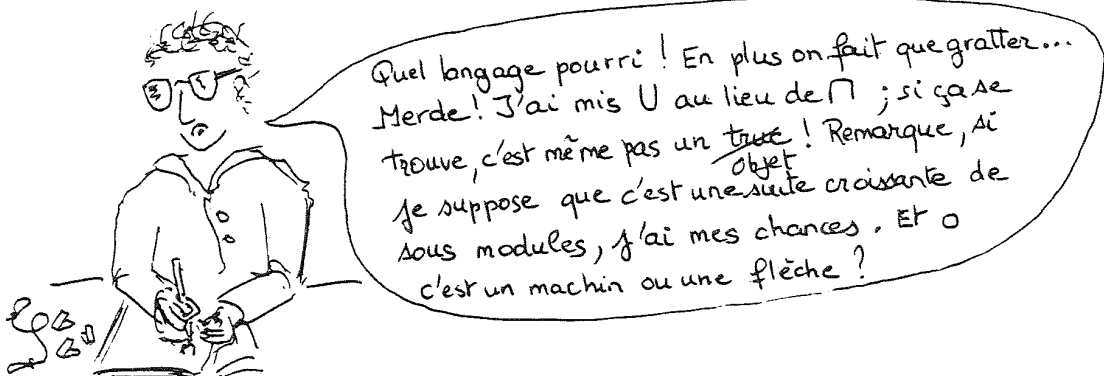 Quel langage pourri ! En plus on fait que gratter...
Merde ! J'ai mis U au lieu de ∩ ; si ça se
trouve, c'est même pas un truc ! Remarque, si
objet
je suppose que c'est une suite croissante de
sous modules, j'ai mes chances. Et o
c'est un machin ou une flèche ?